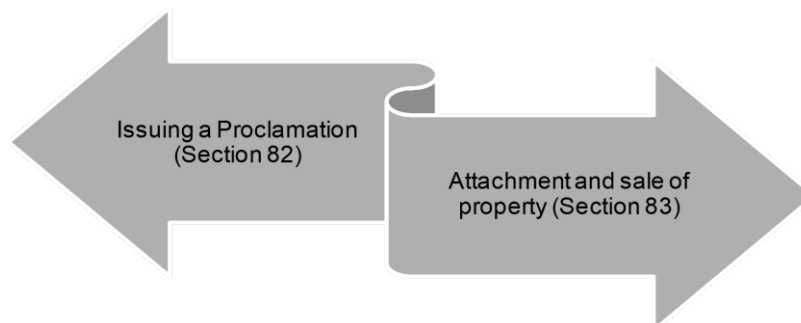 Issuing a Proclamation
(Section 82)
Attachment and sale of
property (Section 83)